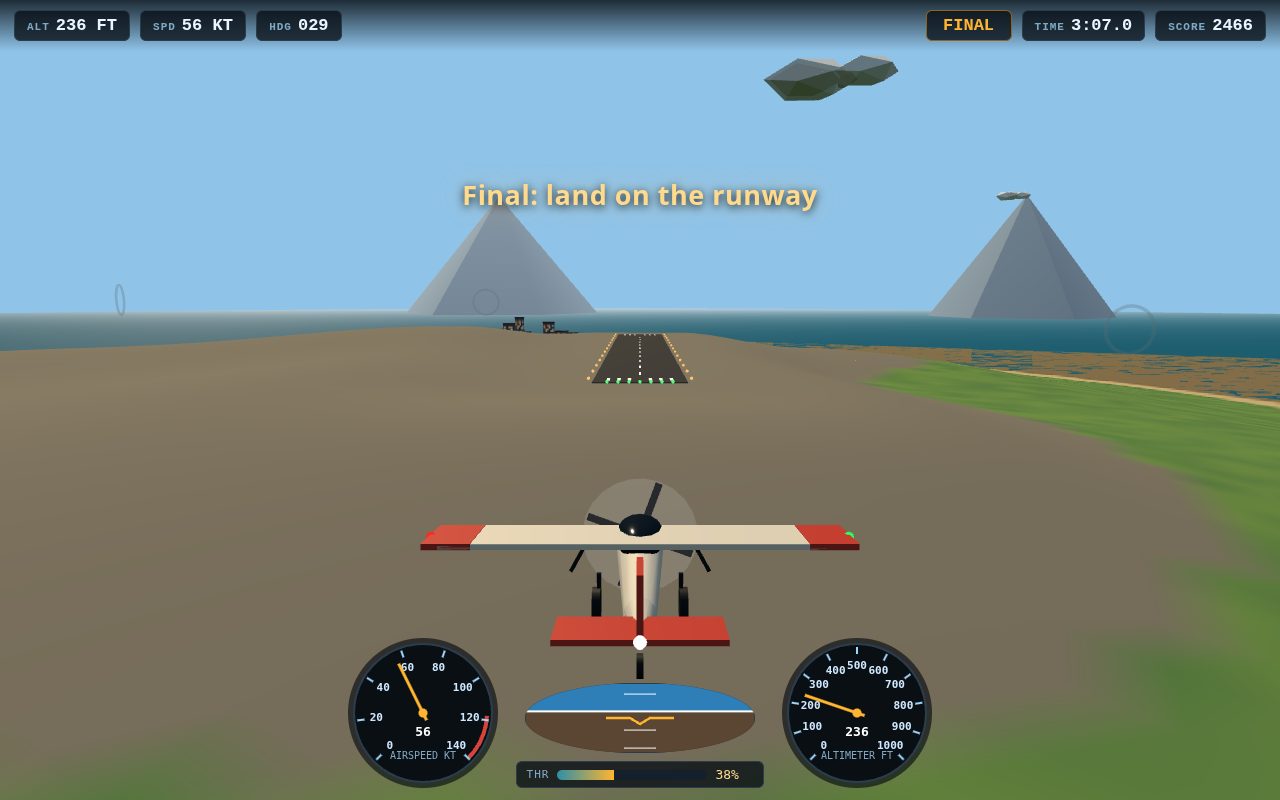 ALT 236 FT
SPD 56 KT
HDG 029
FINAL
TIME 3:07.0
SCORE 2466
Final: land on the runway
0 20 40 60 80 100 120 140
56
AIRSPEED KT
0 100 200 300 400 500 600 700 800 900 1000
236
ALTIMETER FT
THR 38%